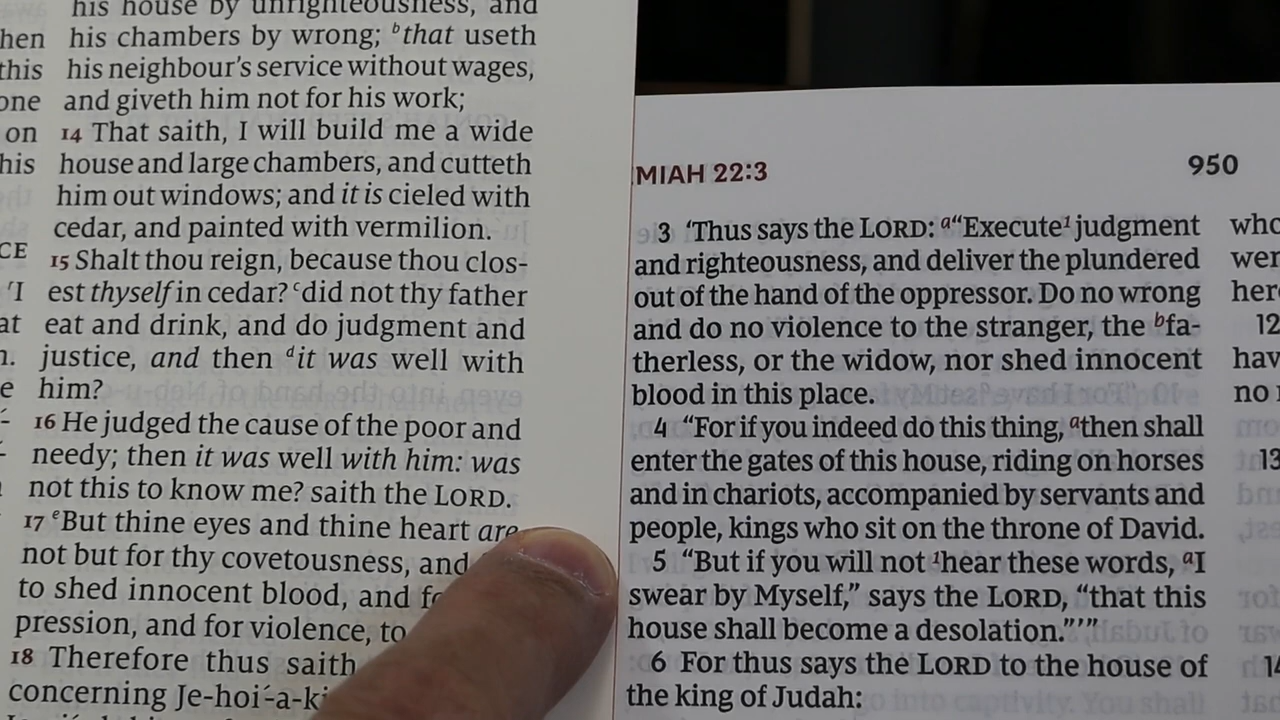 his house by unrighteousness, and
his chambers by wrong; ᵇthat useth
his neighbour's service without wages,
and giveth him not for his work;
14 That saith, I will build me a wide
house and large chambers, and cutteth
him out windows; and it is cieled with
cedar, and painted with vermilion.
15 Shalt thou reign, because thou clos-
est thyself in cedar? ᶜdid not thy father
eat and drink, and do judgment and
justice, and then ᵈit was well with
him?
16 He judged the cause of the poor and
needy; then it was well with him: was
not this to know me? saith the LORD.
17 ᵉBut thine eyes and thine heart are
not but for thy covetousness, and
to shed innocent blood, and
pression, and for violence, to
18 Therefore thus saith
concerning Je-hoi´-a-ki
MIAH 22:3
950
3 ‘Thus says the LORD: ᵃ“Execute¹ judgment
and righteousness, and deliver the plundered
out of the hand of the oppressor. Do no wrong
and do no violence to the stranger, the ᵇfa-
therless, or the widow, nor shed innocent
blood in this place.
4 “For if you indeed do this thing, ᵃthen shall
enter the gates of this house, riding on horses
and in chariots, accompanied by servants and
people, kings who sit on the throne of David.
5 “But if you will not ¹hear these words, ᵃI
swear by Myself,” says the LORD, “that this
house shall become a desolation.”’”
6 For thus says the LORD to the house of
the king of Judah:
hen
this
one
on
his
CE
'I
at
n.
e
who
wer
her
12
hav
no
13
14